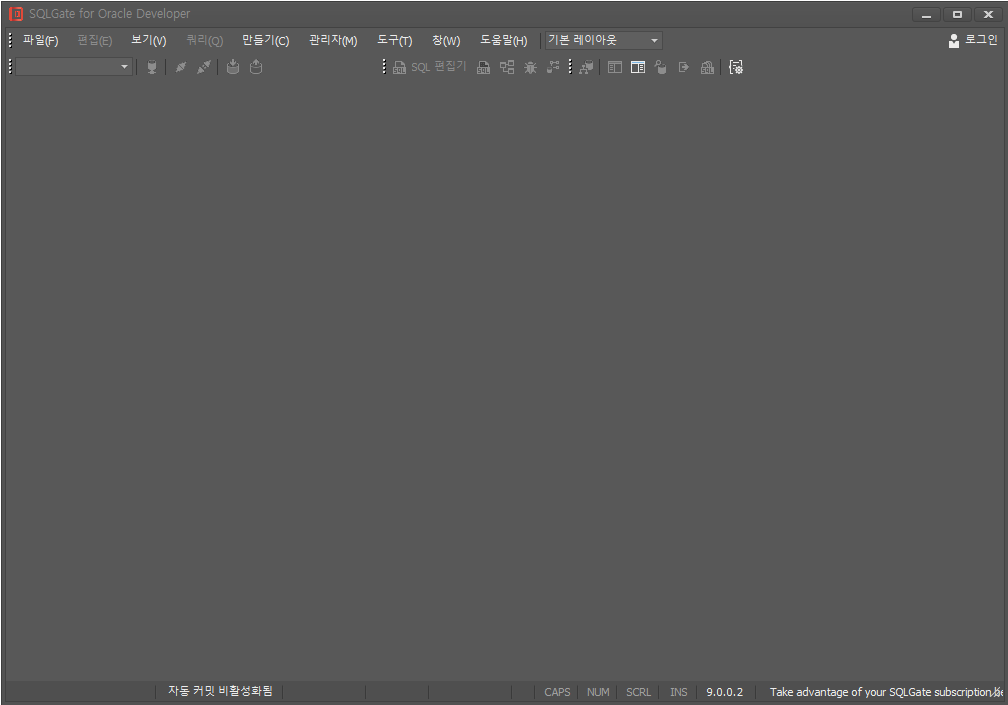 SQLGate for Oracle Developer
파일(F) 편집(E) 보기(V) 쿼리(Q) 만들기(C) 관리자(M) 도구(T) 창(W) 도움말(H) 기본 레이아웃 로그인
SQL 편집기
자동 커밋 비활성화됨 CAPS NUM SCRL INS 9.0.0.2 Take advantage of your SQLGate subscription